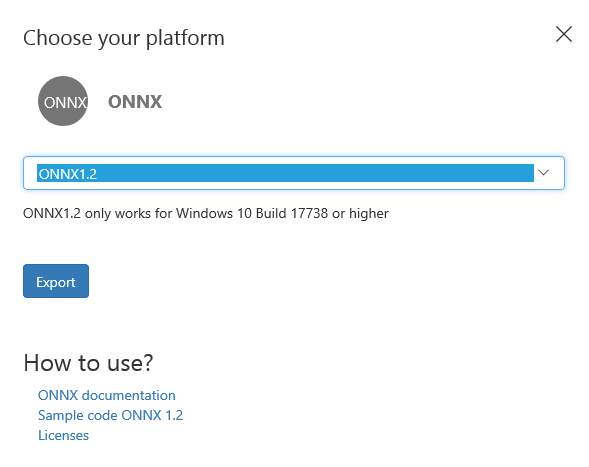 Choose your platform
ONNX
ONNX
ONNX1.2
ONNX1.2 only works for Windows 10 Build 17738 or higher
Export
How to use?
ONNX documentation
Sample code ONNX 1.2
Licenses